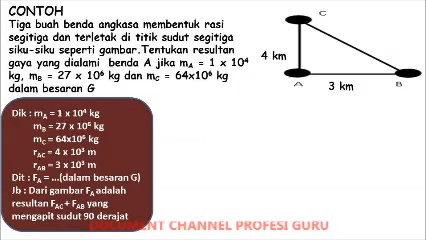 CONTOH
Tiga buah benda angkasa membentuk rasi
segitiga dan terletak di titik sudut segitiga
siku-siku seperti gambar.Tentukan resultan
gaya yang dialami benda A jika mA = 1 x 10⁴
kg, mB = 27 x 10⁶ kg dan mC = 64x10⁶ kg
dalam besaran G
C
4 km
A
3 km
B
Dik : mA = 1 x 10⁴ kg
mB = 27 x 10⁶ kg
mC = 64x10⁶ kg
rAC = 4 x 10³ m
rAB = 3 x 10³ m
Dit : FA = ...(dalam besaran G)
Jb : Dari gambar FA adalah
resultan FAC + FAB yang
mengapit sudut 90 derajat
DOCUMENT CHANNEL PROFESI GURU